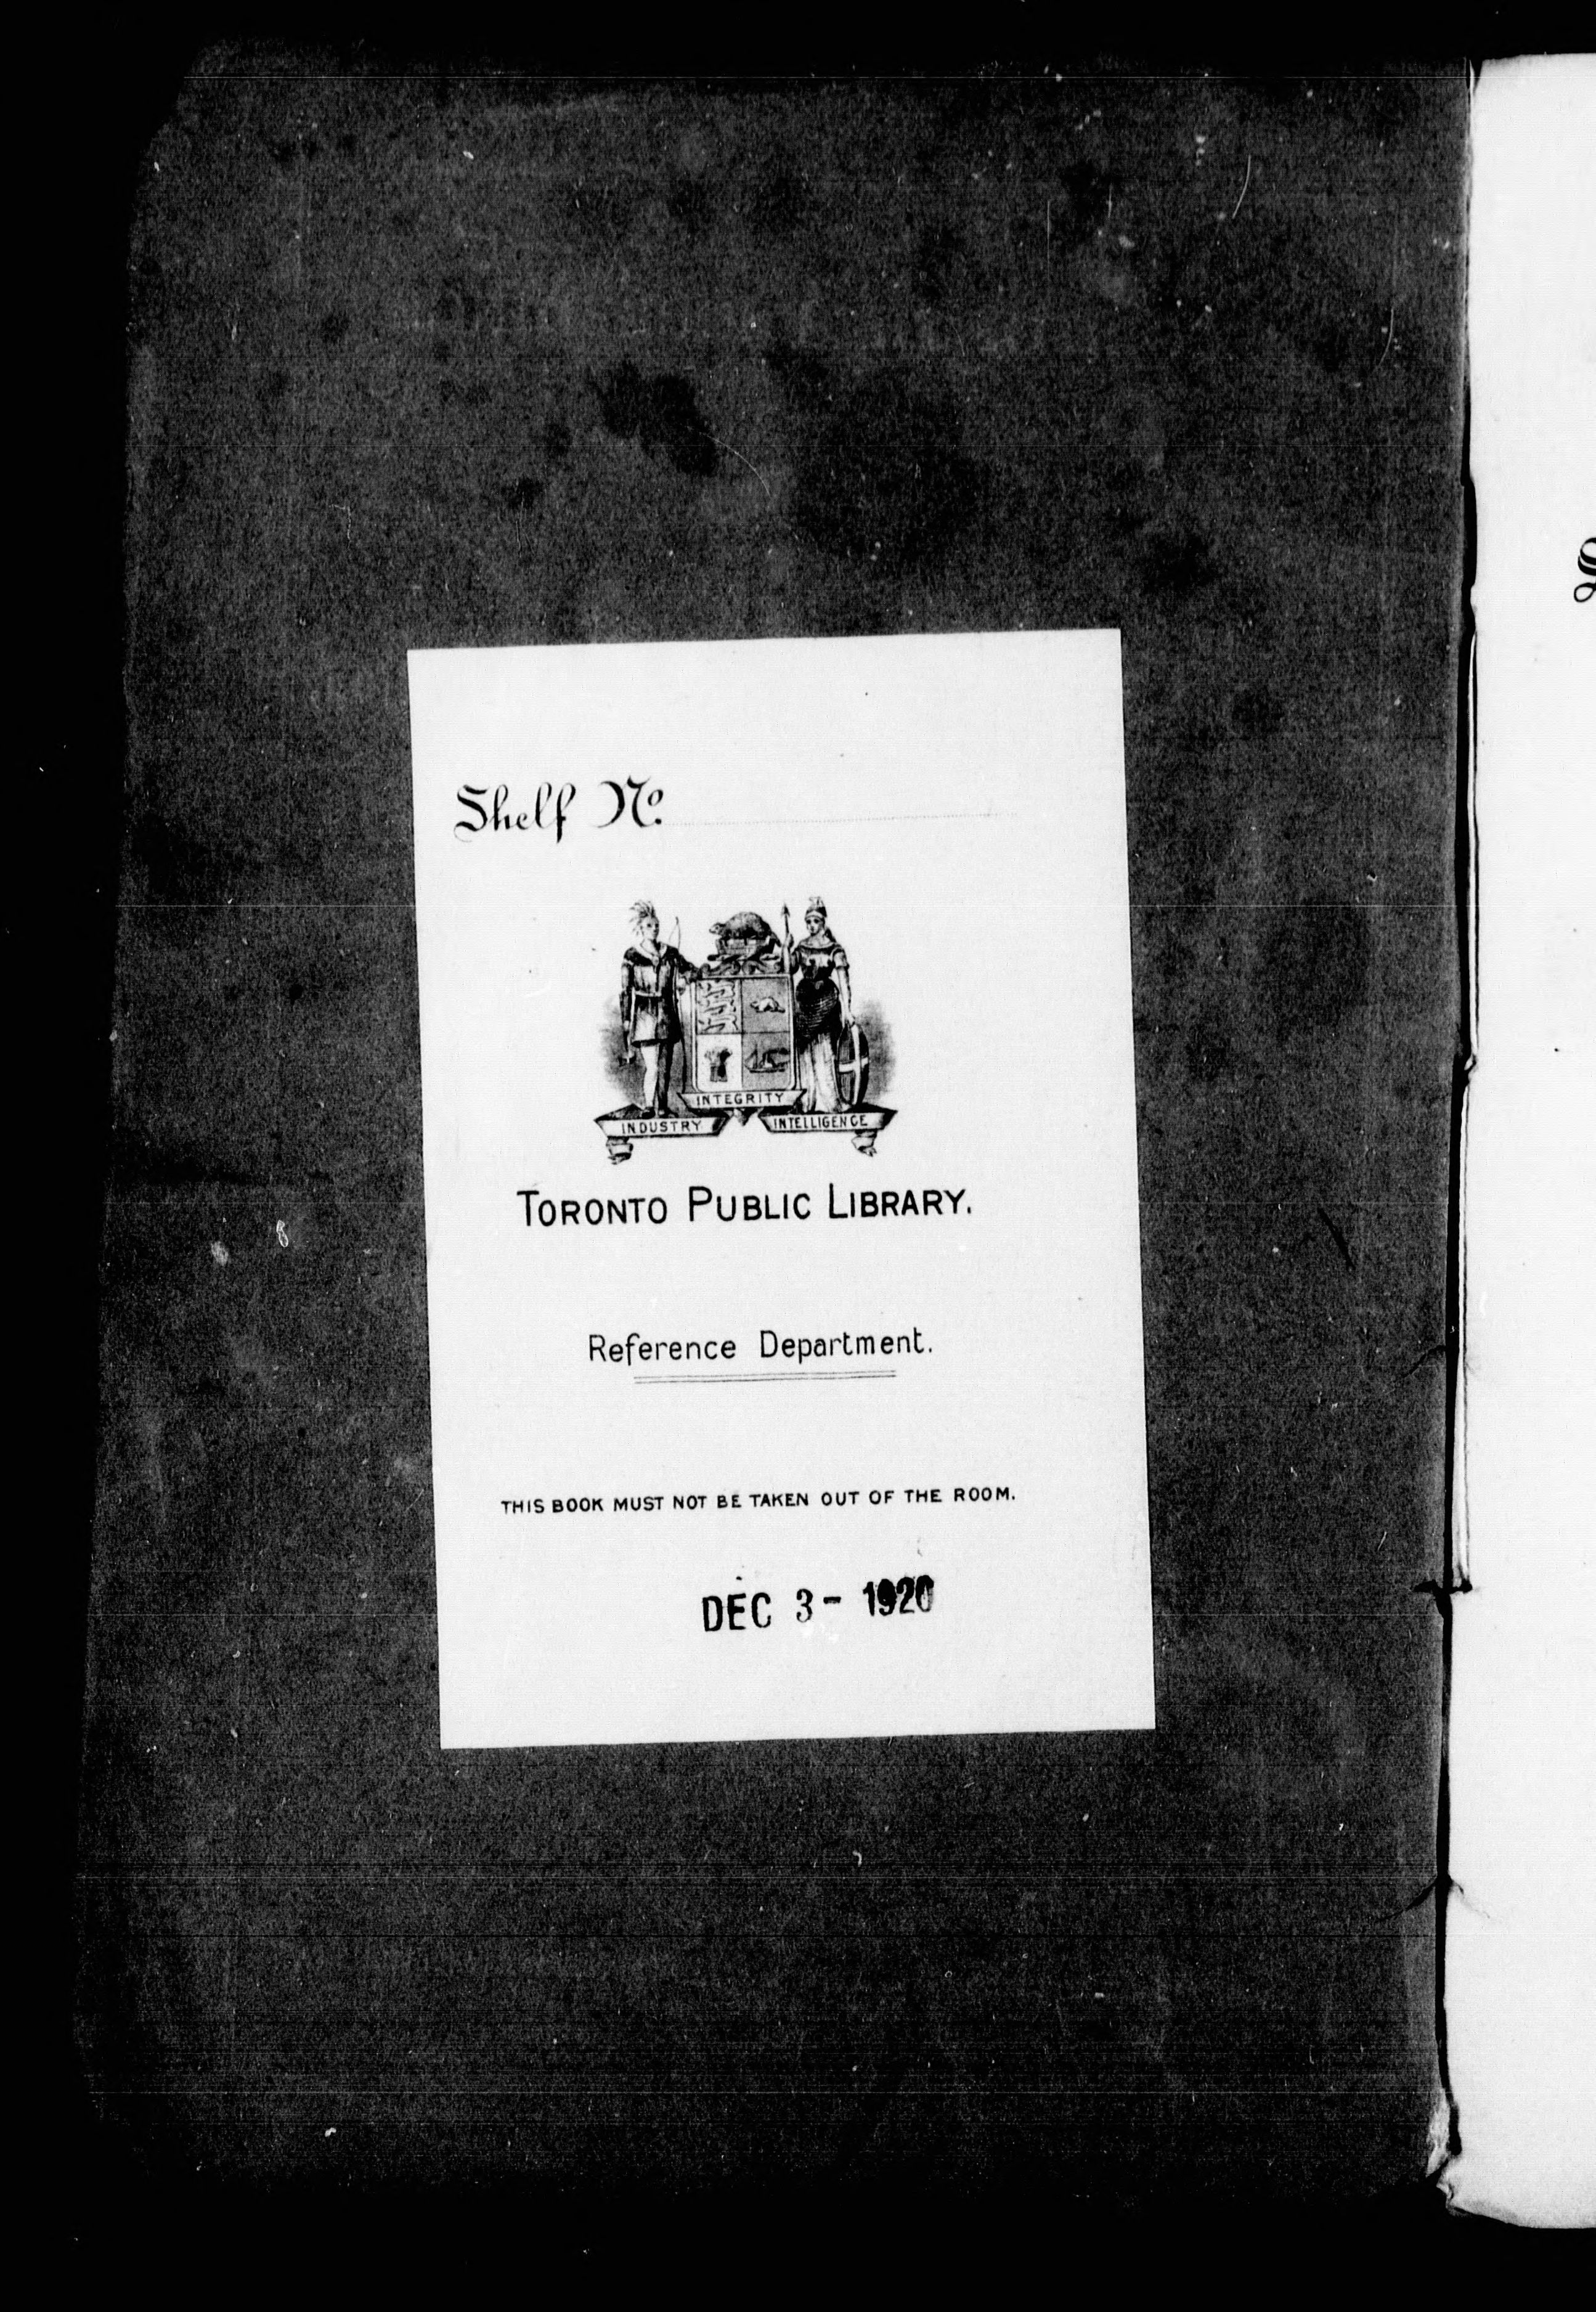 Shelf No.
INTEGRITY
INDUSTRY INTELLIGENCE
TORONTO PUBLIC LIBRARY.
Reference Department.
THIS BOOK MUST NOT BE TAKEN OUT OF THE ROOM.
DEC 3- 1920